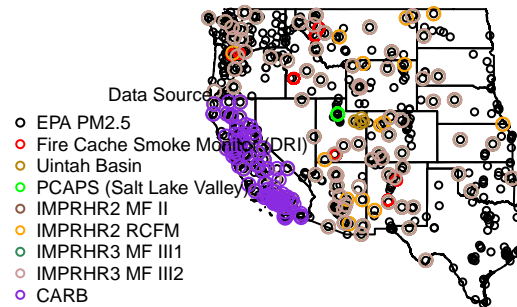 Data Source
EPA PM2.5
Fire Cache Smoke Monitor (DRI)
Uintah Basin
PCAPS (Salt Lake Valley)
IMPRHR2 MF II
IMPRHR2 RCFM
IMPRHR3 MF III1
IMPRHR3 MF III2
CARB